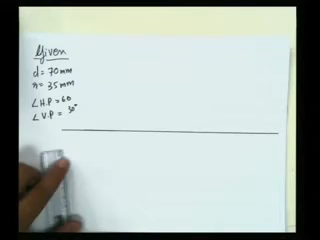 Given
d = 70mm
r = 35mm
∠H.P = 60
∠V.P = 30°